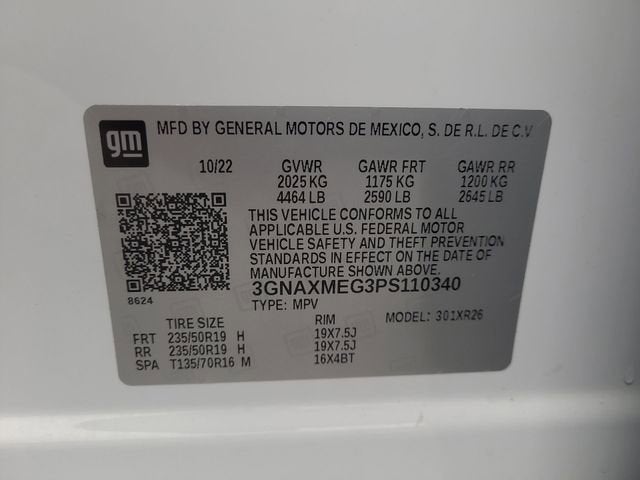 gm MFD BY GENERAL MOTORS DE MEXICO, S. DE R.L. DE C.V.
10/22 GVWR GAWR FRT GAWR RR
2025 KG 1175 KG 1200 KG
4464 LB 2590 LB 2645 LB
THIS VEHICLE CONFORMS TO ALL
APPLICABLE U.S. FEDERAL MOTOR
VEHICLE SAFETY AND THEFT PREVENTION
STANDARDS IN EFFECT ON THE DATE OF
MANUFACTURE SHOWN ABOVE.
8624 3GNAXMEG3PS110340
TYPE: MPV
TIRE SIZE RIM MODEL: 301XR26
FRT 235/50R19 H 19X7.5J
RR 235/50R19 H 19X7.5J
SPA T135/70R16 M 16X4BT